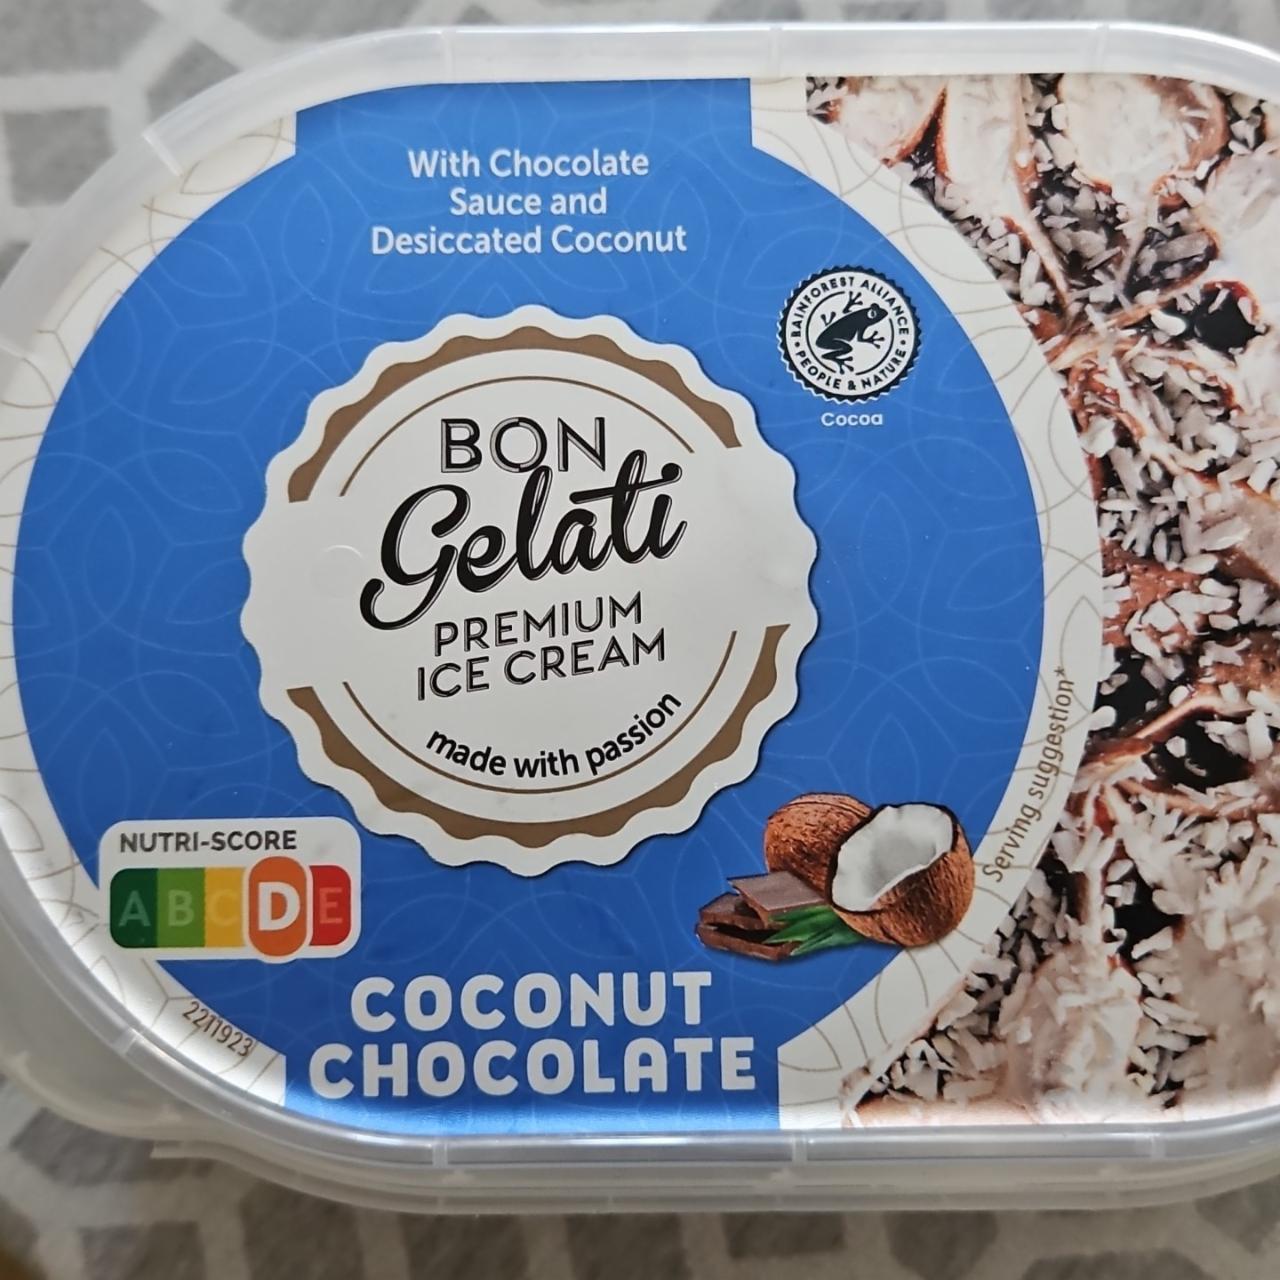 With Chocolate
Sauce and
Desiccated Coconut
RAINFOREST ALLIANCE
PEOPLE & NATURE
Cocoa
BON
Gelati
PREMIUM
ICE CREAM
made with passion
Serving suggestion*
NUTRI-SCORE
A B C D E
2211923
COCONUT
CHOCOLATE